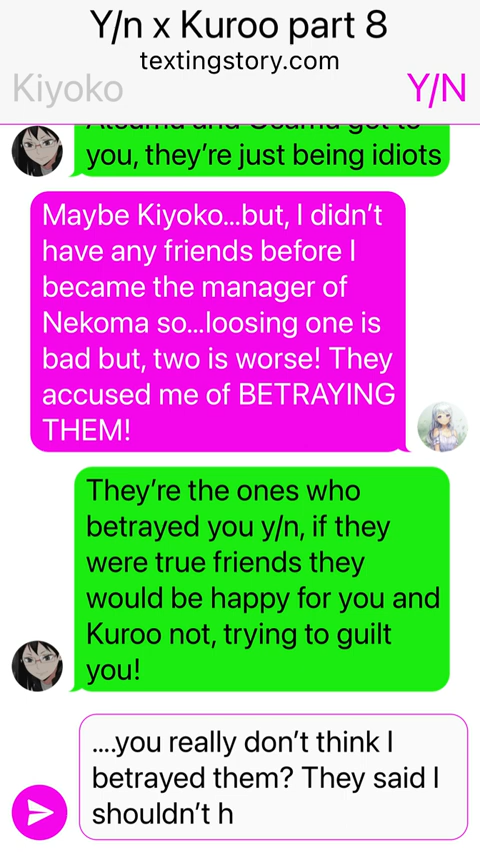 Y/n x Kuroo part 8
textingstory.com
Kiyoko
Y/N
you, they're just being idiots
Maybe Kiyoko...but, I didn't
have any friends before I
became the manager of
Nekoma so...loosing one is
bad but, two is worse! They
accused me of BETRAYING
THEM!
They're the ones who
betrayed you y/n, if they
were true friends they
would be happy for you and
Kuroo not, trying to guilt
you!
....you really don't think I
betrayed them? They said I
shouldn't h